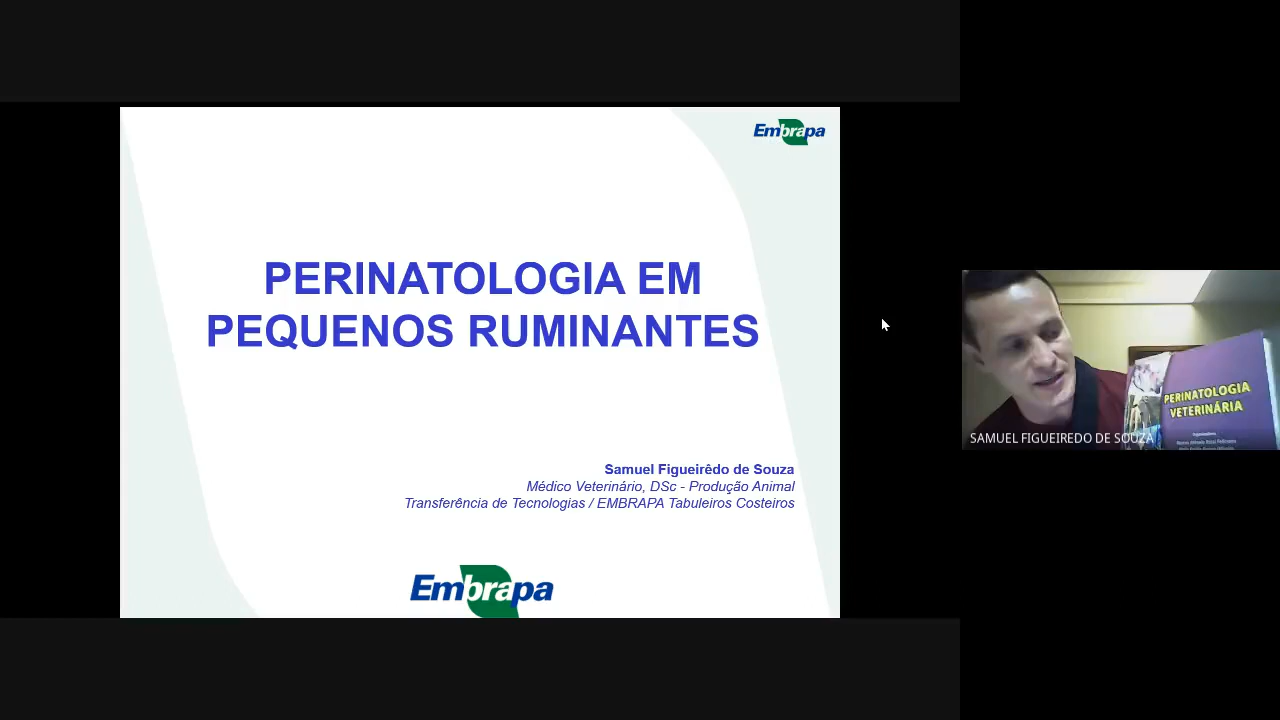 Embrapa
PERINATOLOGIA EM
PEQUENOS RUMINANTES
Samuel Figueirêdo de Souza
Médico Veterinário, DSc - Produção Animal
Transferência de Tecnologias / EMBRAPA Tabuleiros Costeiros
Embrapa
PERINATOLOGIA
VETERINÁRIA
SAMUEL FIGUEIREDO DE SOUZA